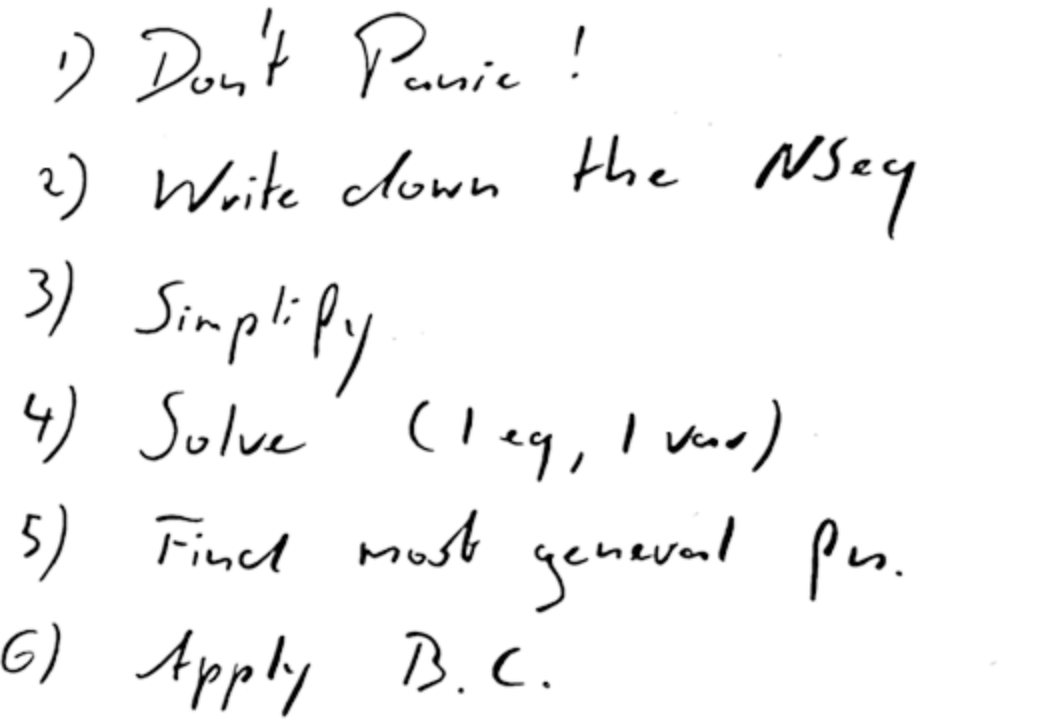 1) Don't Panic!
2) Write down the NSeq
3) Simplify
4) Solve (1 eq, 1 var)
5) Find most general fn.
6) Apply B.C.